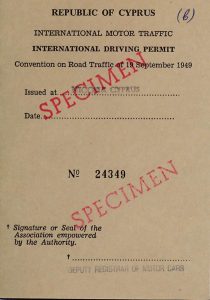 REPUBLIC OF CYPRUS (6)
INTERNATIONAL MOTOR TRAFFIC
INTERNATIONAL DRIVING PERMIT
Convention on Road Traffic of 19 September 1949
Issued at ........ CYPRUS
Date
SPECIMEN
No 24349
SPECIMEN
† Signature or Seal of the
Association empowered
by the Authority.
†
DEPUTY REGISTRAR OF MOTOR CARS